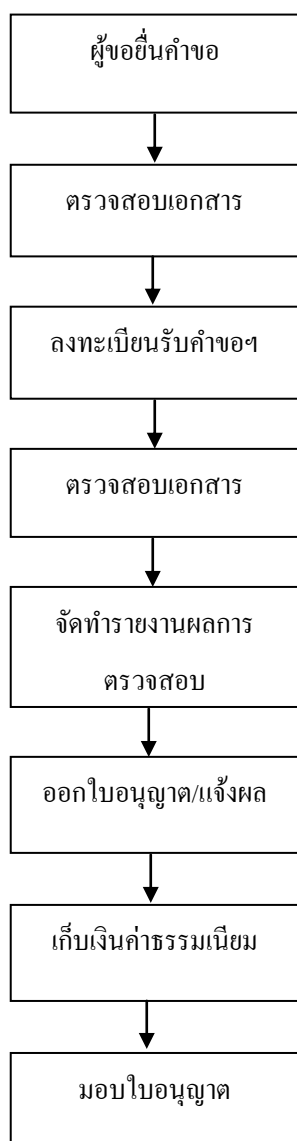 ผู้ขอยื่นคำขอ
ตรวจสอบเอกสาร
ลงทะเบียนรับคำขอฯ
ตรวจสอบเอกสาร
จัดทำรายงานผลการ
ตรวจสอบ
ออกใบอนุญาต/แจ้งผล
เก็บเงินค่าธรรมเนียม
มอบใบอนุญาต